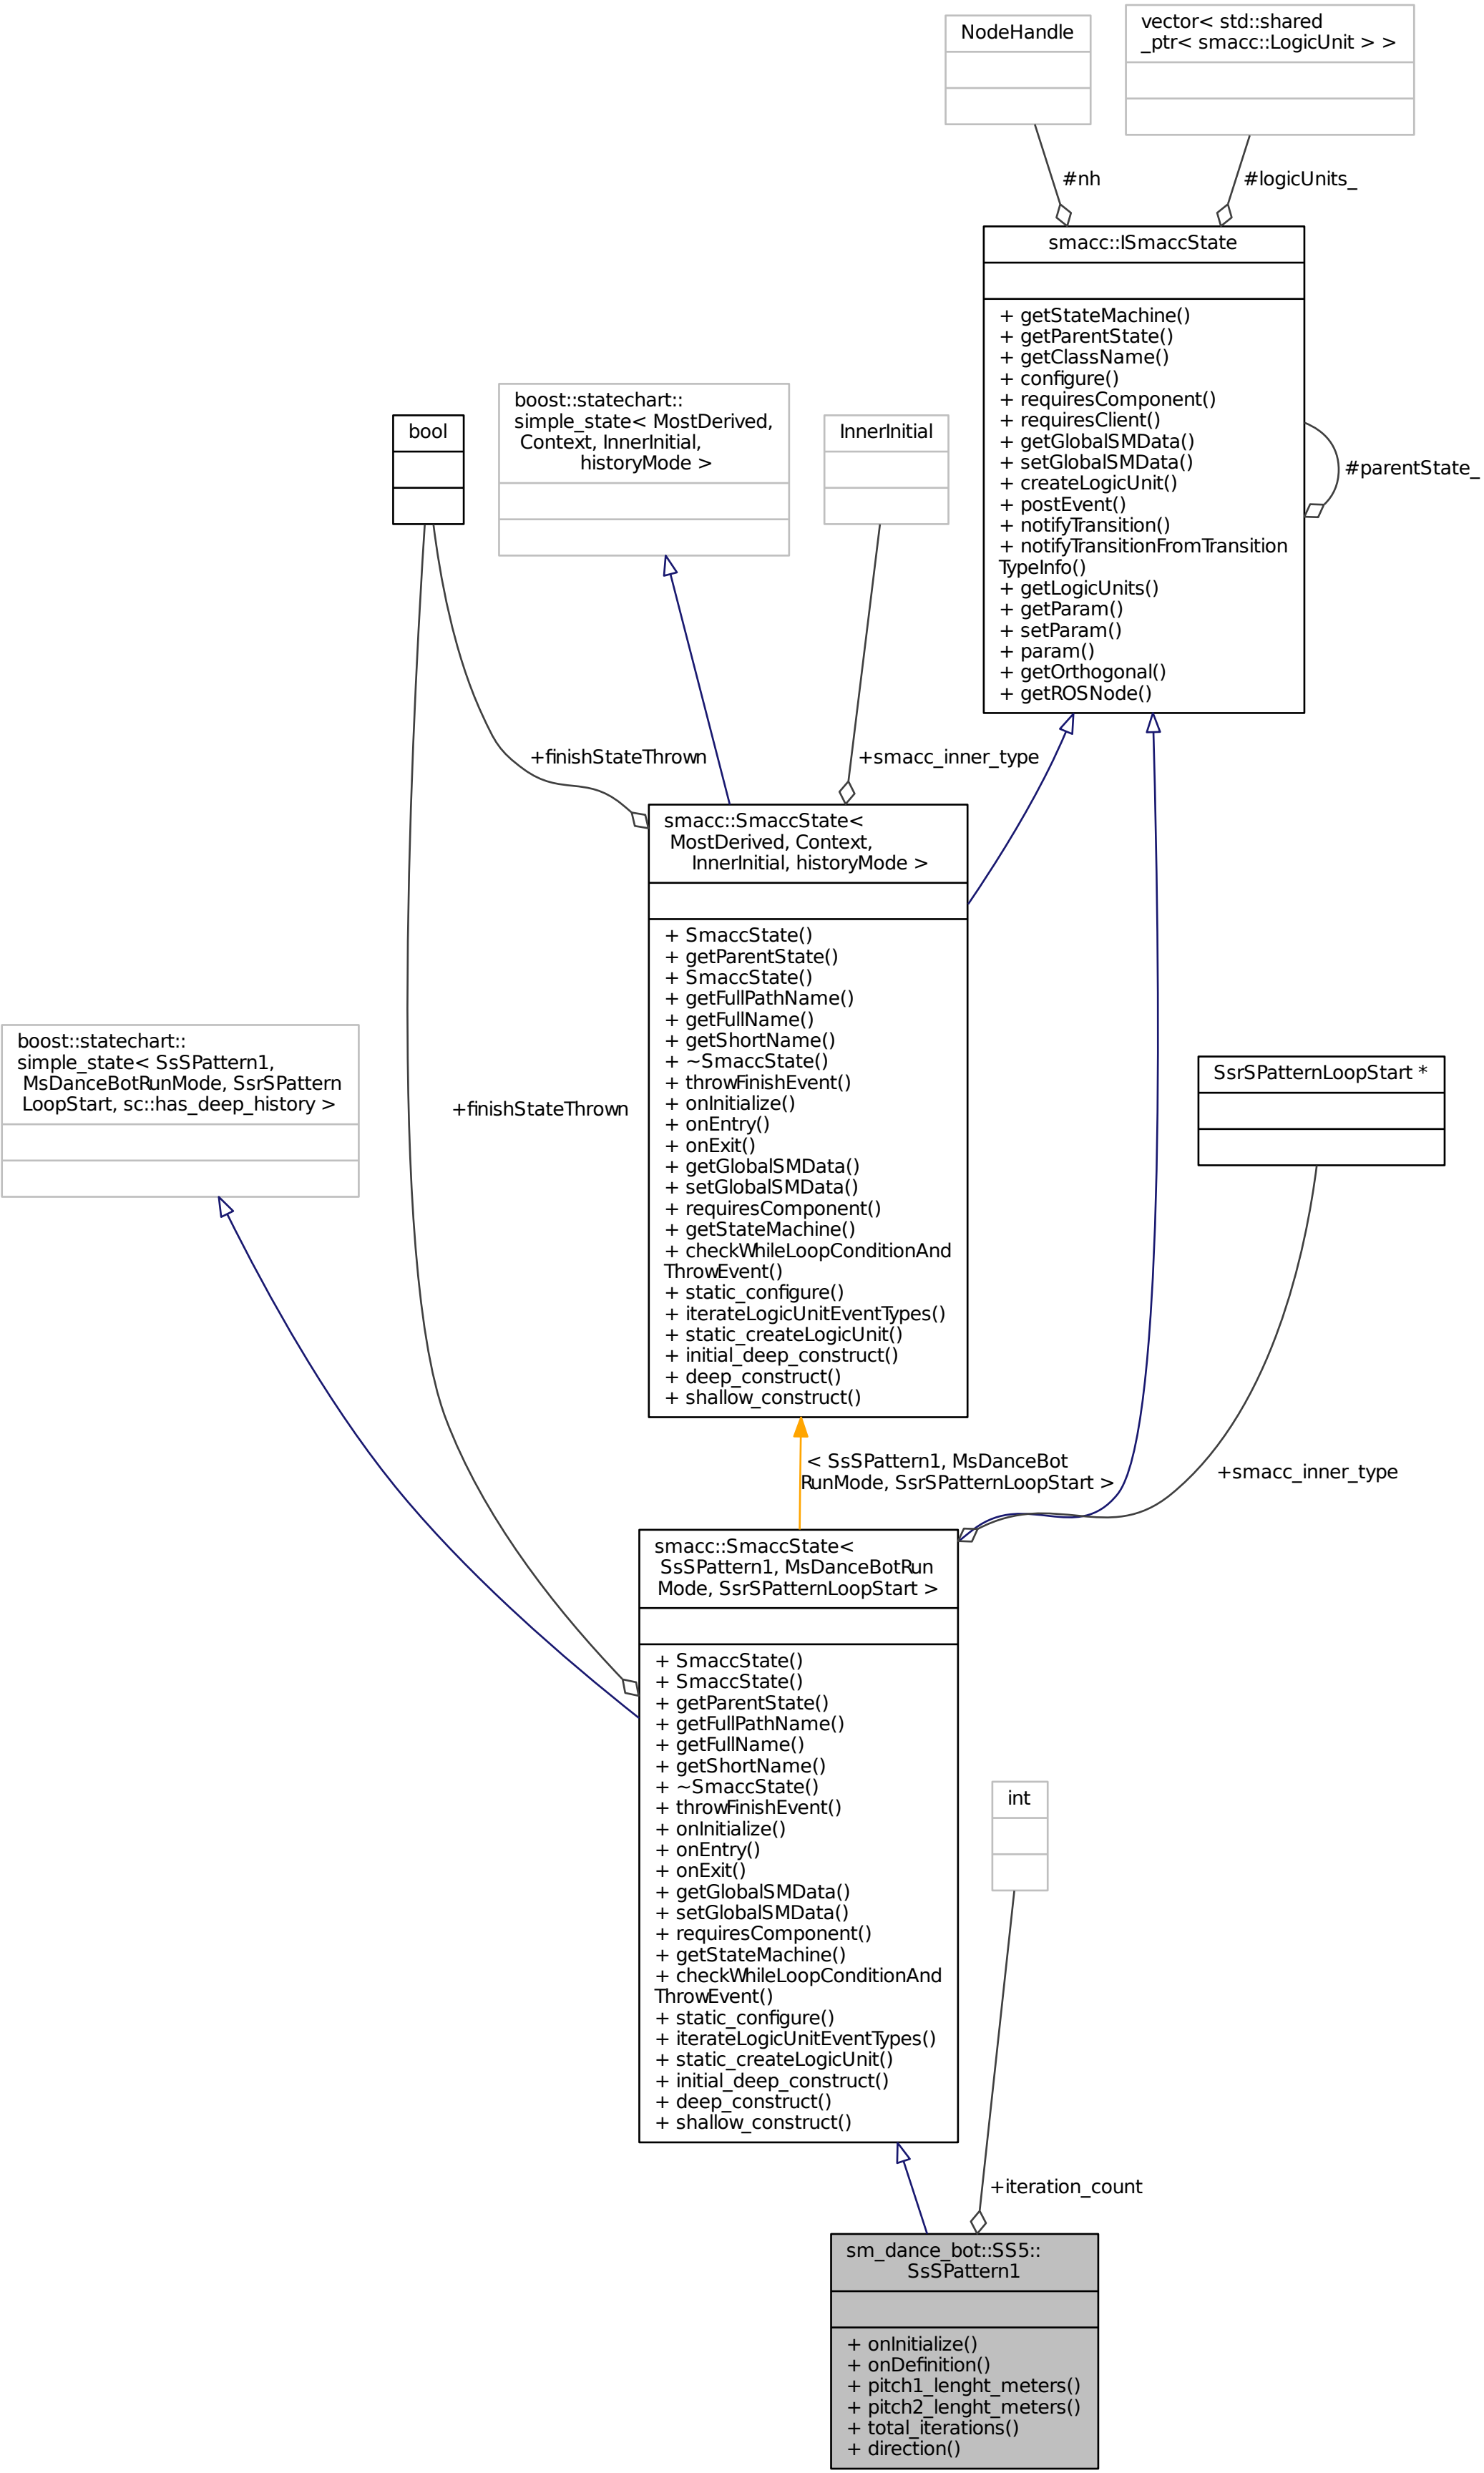 NodeHandle
vector< std::shared
_ptr< smacc::LogicUnit > >
#nh
#logicUnits_
smacc::ISmaccState
+ getStateMachine()
+ getParentState()
+ getClassName()
+ configure()
+ requiresComponent()
+ requiresClient()
+ getGlobalSMData()
+ setGlobalSMData()
+ createLogicUnit()
+ postEvent()
+ notifyTransition()
+ notifyTransitionFromTransition
TypeInfo()
+ getLogicUnits()
+ getParam()
+ setParam()
+ param()
+ getOrthogonal()
+ getROSNode()
#parentState_
bool
boost::statechart::
simple_state< MostDerived,
Context, InnerInitial,
historyMode >
InnerInitial
+finishStateThrown
+smacc_inner_type
smacc::SmaccState<
MostDerived, Context,
InnerInitial, historyMode >
+ SmaccState()
+ getParentState()
+ SmaccState()
+ getFullPathName()
+ getFullName()
+ getShortName()
+ ~SmaccState()
+ throwFinishEvent()
+ onInitialize()
+ onEntry()
+ onExit()
+ getGlobalSMData()
+ setGlobalSMData()
+ requiresComponent()
+ getStateMachine()
+ checkWhileLoopConditionAnd
ThrowEvent()
+ static_configure()
+ iterateLogicUnitEventTypes()
+ static_createLogicUnit()
+ initial_deep_construct()
+ deep_construct()
+ shallow_construct()
boost::statechart::
simple_state< SsSPattern1,
MsDanceBotRunMode, SsrSPattern
LoopStart, sc::has_deep_history >
+finishStateThrown
SsrSPatternLoopStart *
< SsSPattern1, MsDanceBot
RunMode, SsrSPatternLoopStart >
+smacc_inner_type
smacc::SmaccState<
SsSPattern1, MsDanceBotRun
Mode, SsrSPatternLoopStart >
+ SmaccState()
+ SmaccState()
+ getParentState()
+ getFullPathName()
+ getFullName()
+ getShortName()
+ ~SmaccState()
+ throwFinishEvent()
+ onInitialize()
+ onEntry()
+ onExit()
+ getGlobalSMData()
+ setGlobalSMData()
+ requiresComponent()
+ getStateMachine()
+ checkWhileLoopConditionAnd
ThrowEvent()
+ static_configure()
+ iterateLogicUnitEventTypes()
+ static_createLogicUnit()
+ initial_deep_construct()
+ deep_construct()
+ shallow_construct()
int
+iteration_count
sm_dance_bot::SS5::
SsSPattern1
+ onInitialize()
+ onDefinition()
+ pitch1_lenght_meters()
+ pitch2_lenght_meters()
+ total_iterations()
+ direction()